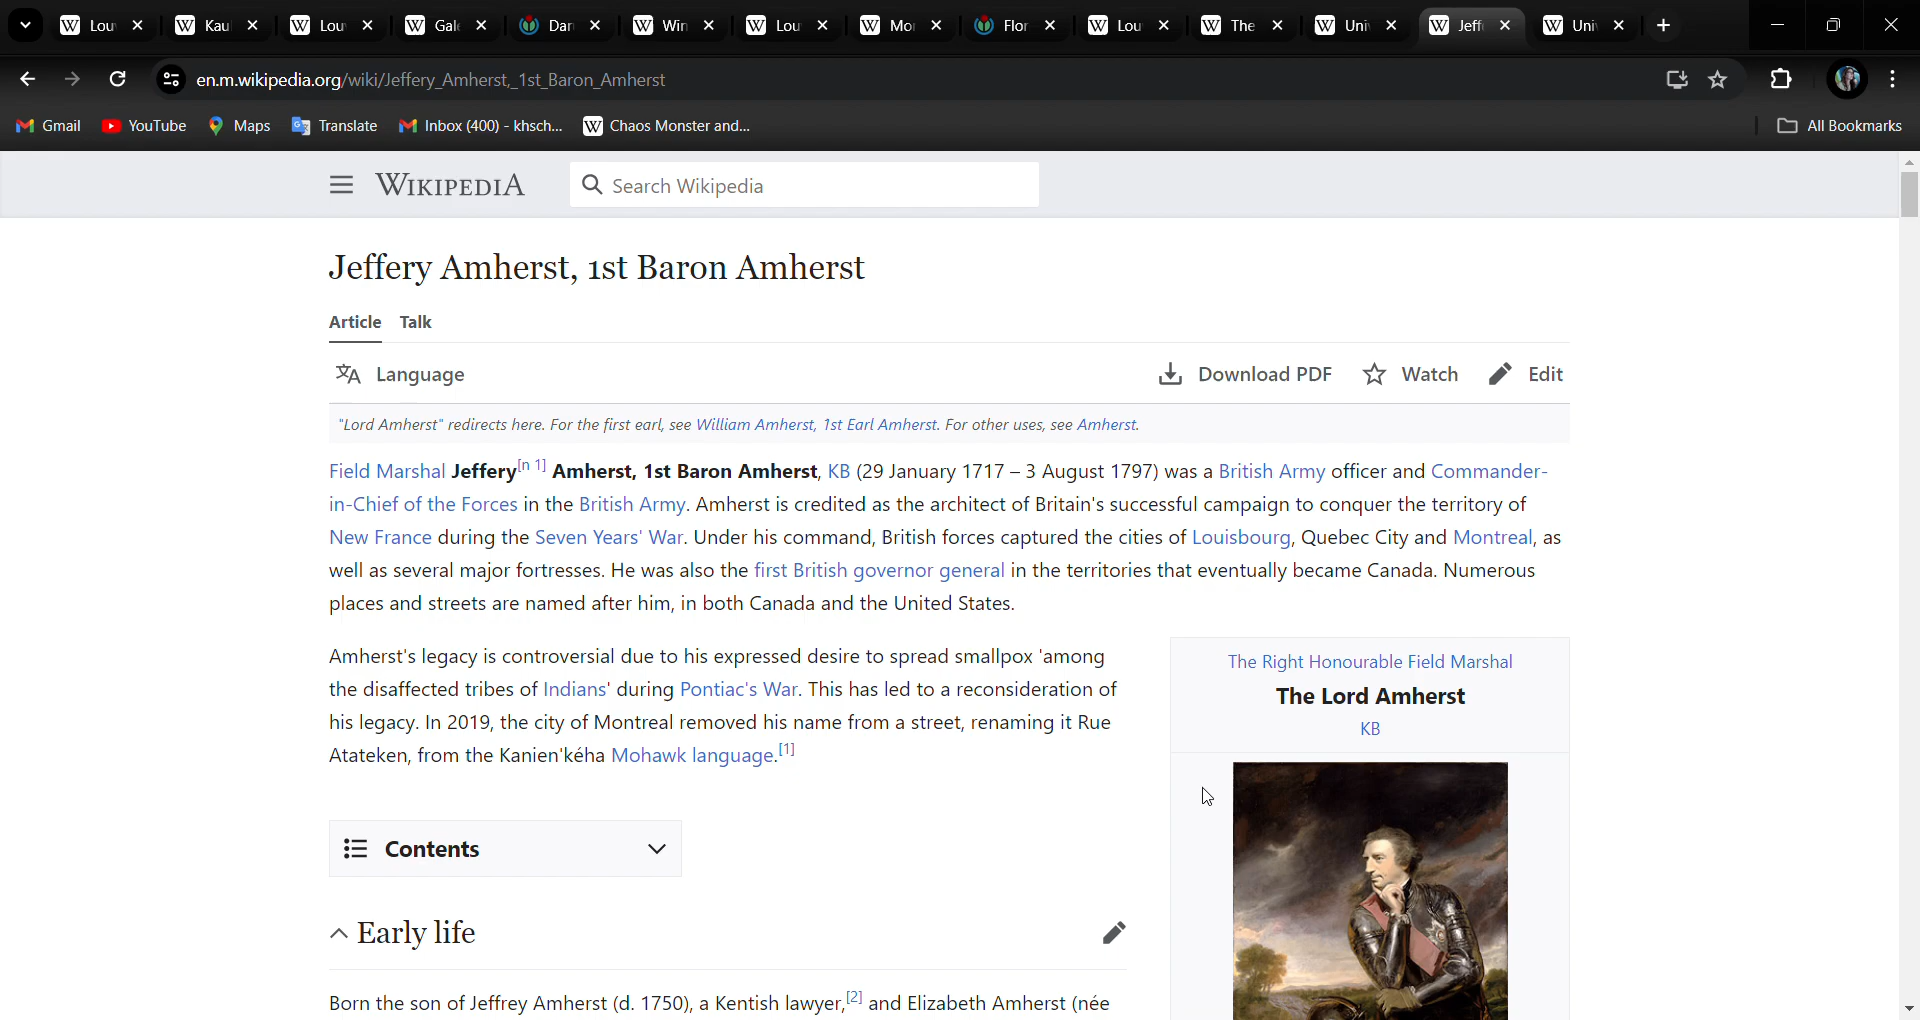 Lou
Kau
Lou
Gal
Dar
Win
Lou
Mo
Flor
Lou
The
Uni
Jeff
Uni
en.m.wikipedia.org/wiki/Jeffery_Amherst,_1st_Baron_Amherst
Gmail
YouTube
Maps
Translate
Inbox (400) - khsch...
Chaos Monster and...
All Bookmarks
WIKIPEDIA
Search Wikipedia
Jeffery Amherst, 1st Baron Amherst
Article Talk
Language
Download PDF
Watch
Edit
"Lord Amherst" redirects here. For the first earl, see William Amherst, 1st Earl Amherst. For other uses, see Amherst.
Field Marshal Jeffery[n 1] Amherst, 1st Baron Amherst, KB (29 January 1717 – 3 August 1797) was a British Army officer and Commander-
in-Chief of the Forces in the British Army. Amherst is credited as the architect of Britain's successful campaign to conquer the territory of
New France during the Seven Years' War. Under his command, British forces captured the cities of Louisbourg, Quebec City and Montreal, as
well as several major fortresses. He was also the first British governor general in the territories that eventually became Canada. Numerous
places and streets are named after him, in both Canada and the United States.
Amherst's legacy is controversial due to his expressed desire to spread smallpox 'among
the disaffected tribes of Indians' during Pontiac's War. This has led to a reconsideration of
his legacy. In 2019, the city of Montreal removed his name from a street, renaming it Rue
Atateken, from the Kanien'kéha Mohawk language.[1]
The Right Honourable Field Marshal
The Lord Amherst
KB
Contents
Early life
Born the son of Jeffrey Amherst (d. 1750), a Kentish lawyer,[2] and Elizabeth Amherst (née